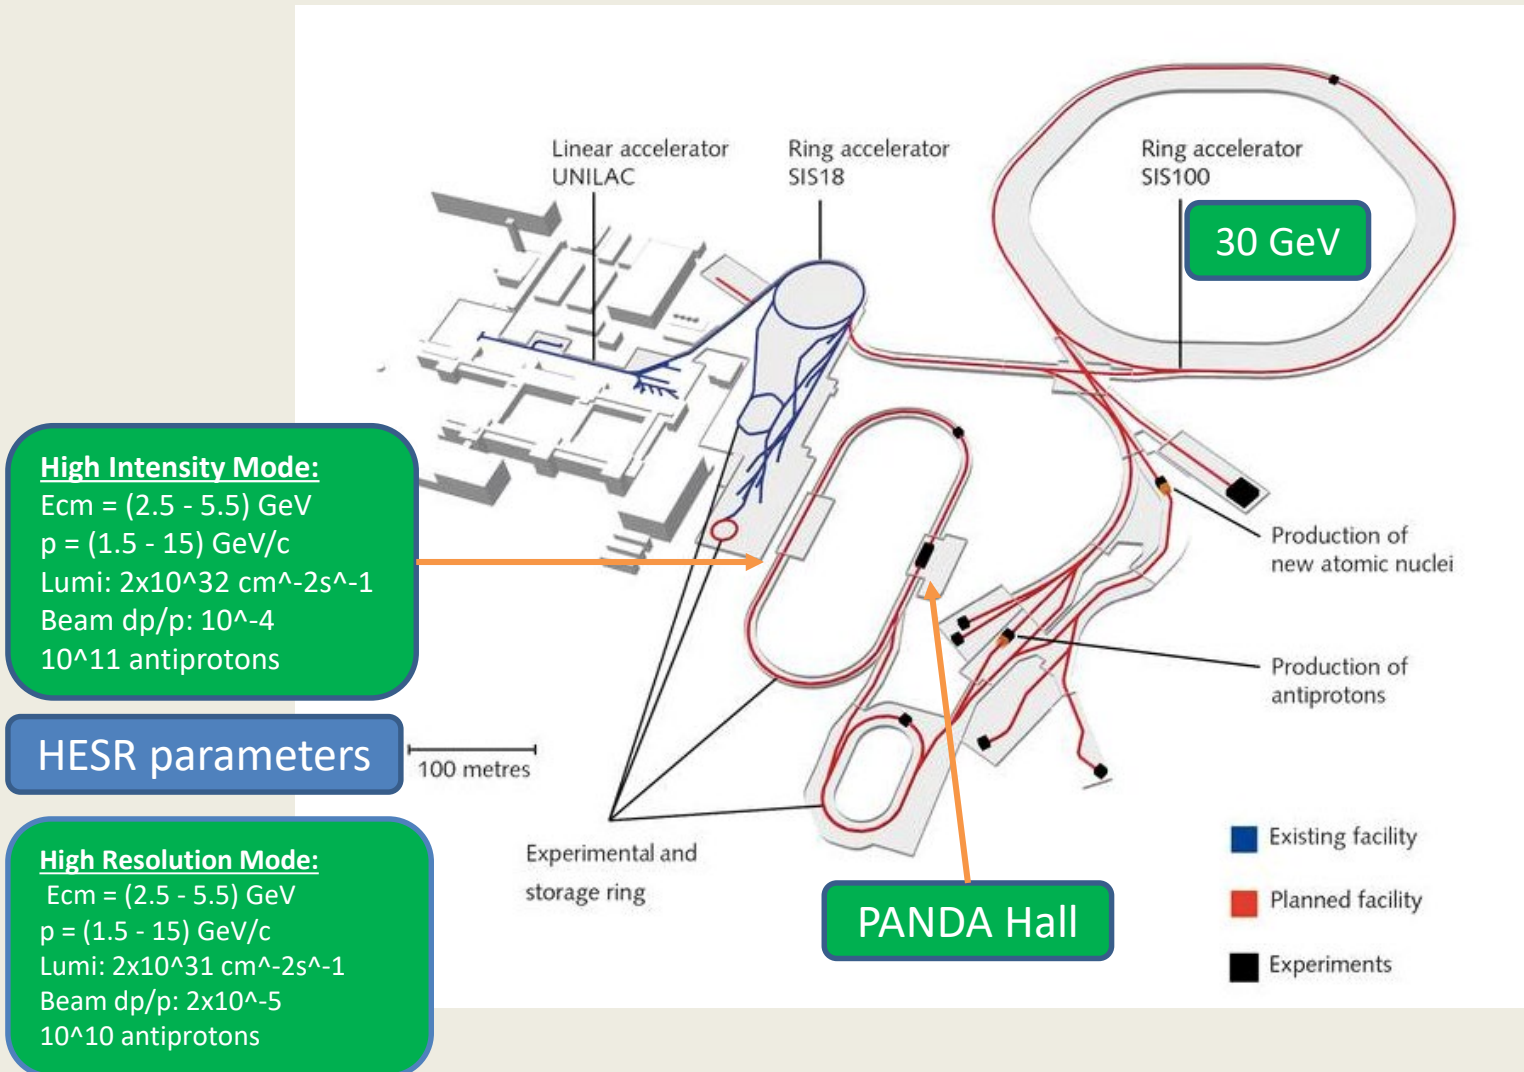 Linear accelerator
UNILAC
Ring accelerator
SIS18
Ring accelerator
SIS100
30 GeV
High Intensity Mode:
Ecm = (2.5 - 5.5) GeV
p = (1.5 - 15) GeV/c
Lumi: 2x10^32 cm^-2s^-1
Beam dp/p: 10^-4
10^11 antiprotons
Production of
new atomic nuclei
Production of
antiprotons
HESR parameters
100 metres
High Resolution Mode:
Ecm = (2.5 - 5.5) GeV
p = (1.5 - 15) GeV/c
Lumi: 2x10^31 cm^-2s^-1
Beam dp/p: 2x10^-5
10^10 antiprotons
Experimental and
storage ring
PANDA Hall
Existing facility
Planned facility
Experiments